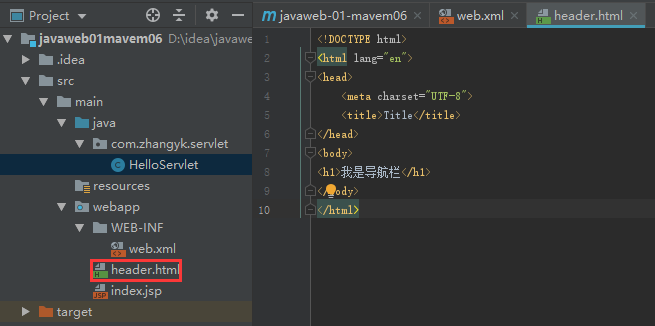 javaweb01mavem06 D:\idea\javawe
.idea
src
main
java
com.zhangyk.servlet
HelloServlet
resources
webapp
WEB-INF
web.xml
header.html
index.jsp
target
javaweb-01-mavem06
web.xml
header.html
1 <!DOCTYPE html>
2 <html lang="en">
3 <head>
4 <meta charset="UTF-8">
5 <title>Title</title>
6 </head>
7 <body>
8 <h1>我是导航栏</h1>
9 </body>
10 </html>